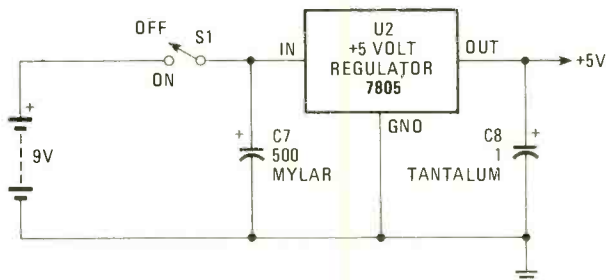 OFF
S1
ON
+
9V
IN
U2
+5 VOLT
REGULATOR
7805
OUT
+5V
GNO
+
C7
500
MYLAR
C8
+
1
TANTALUM